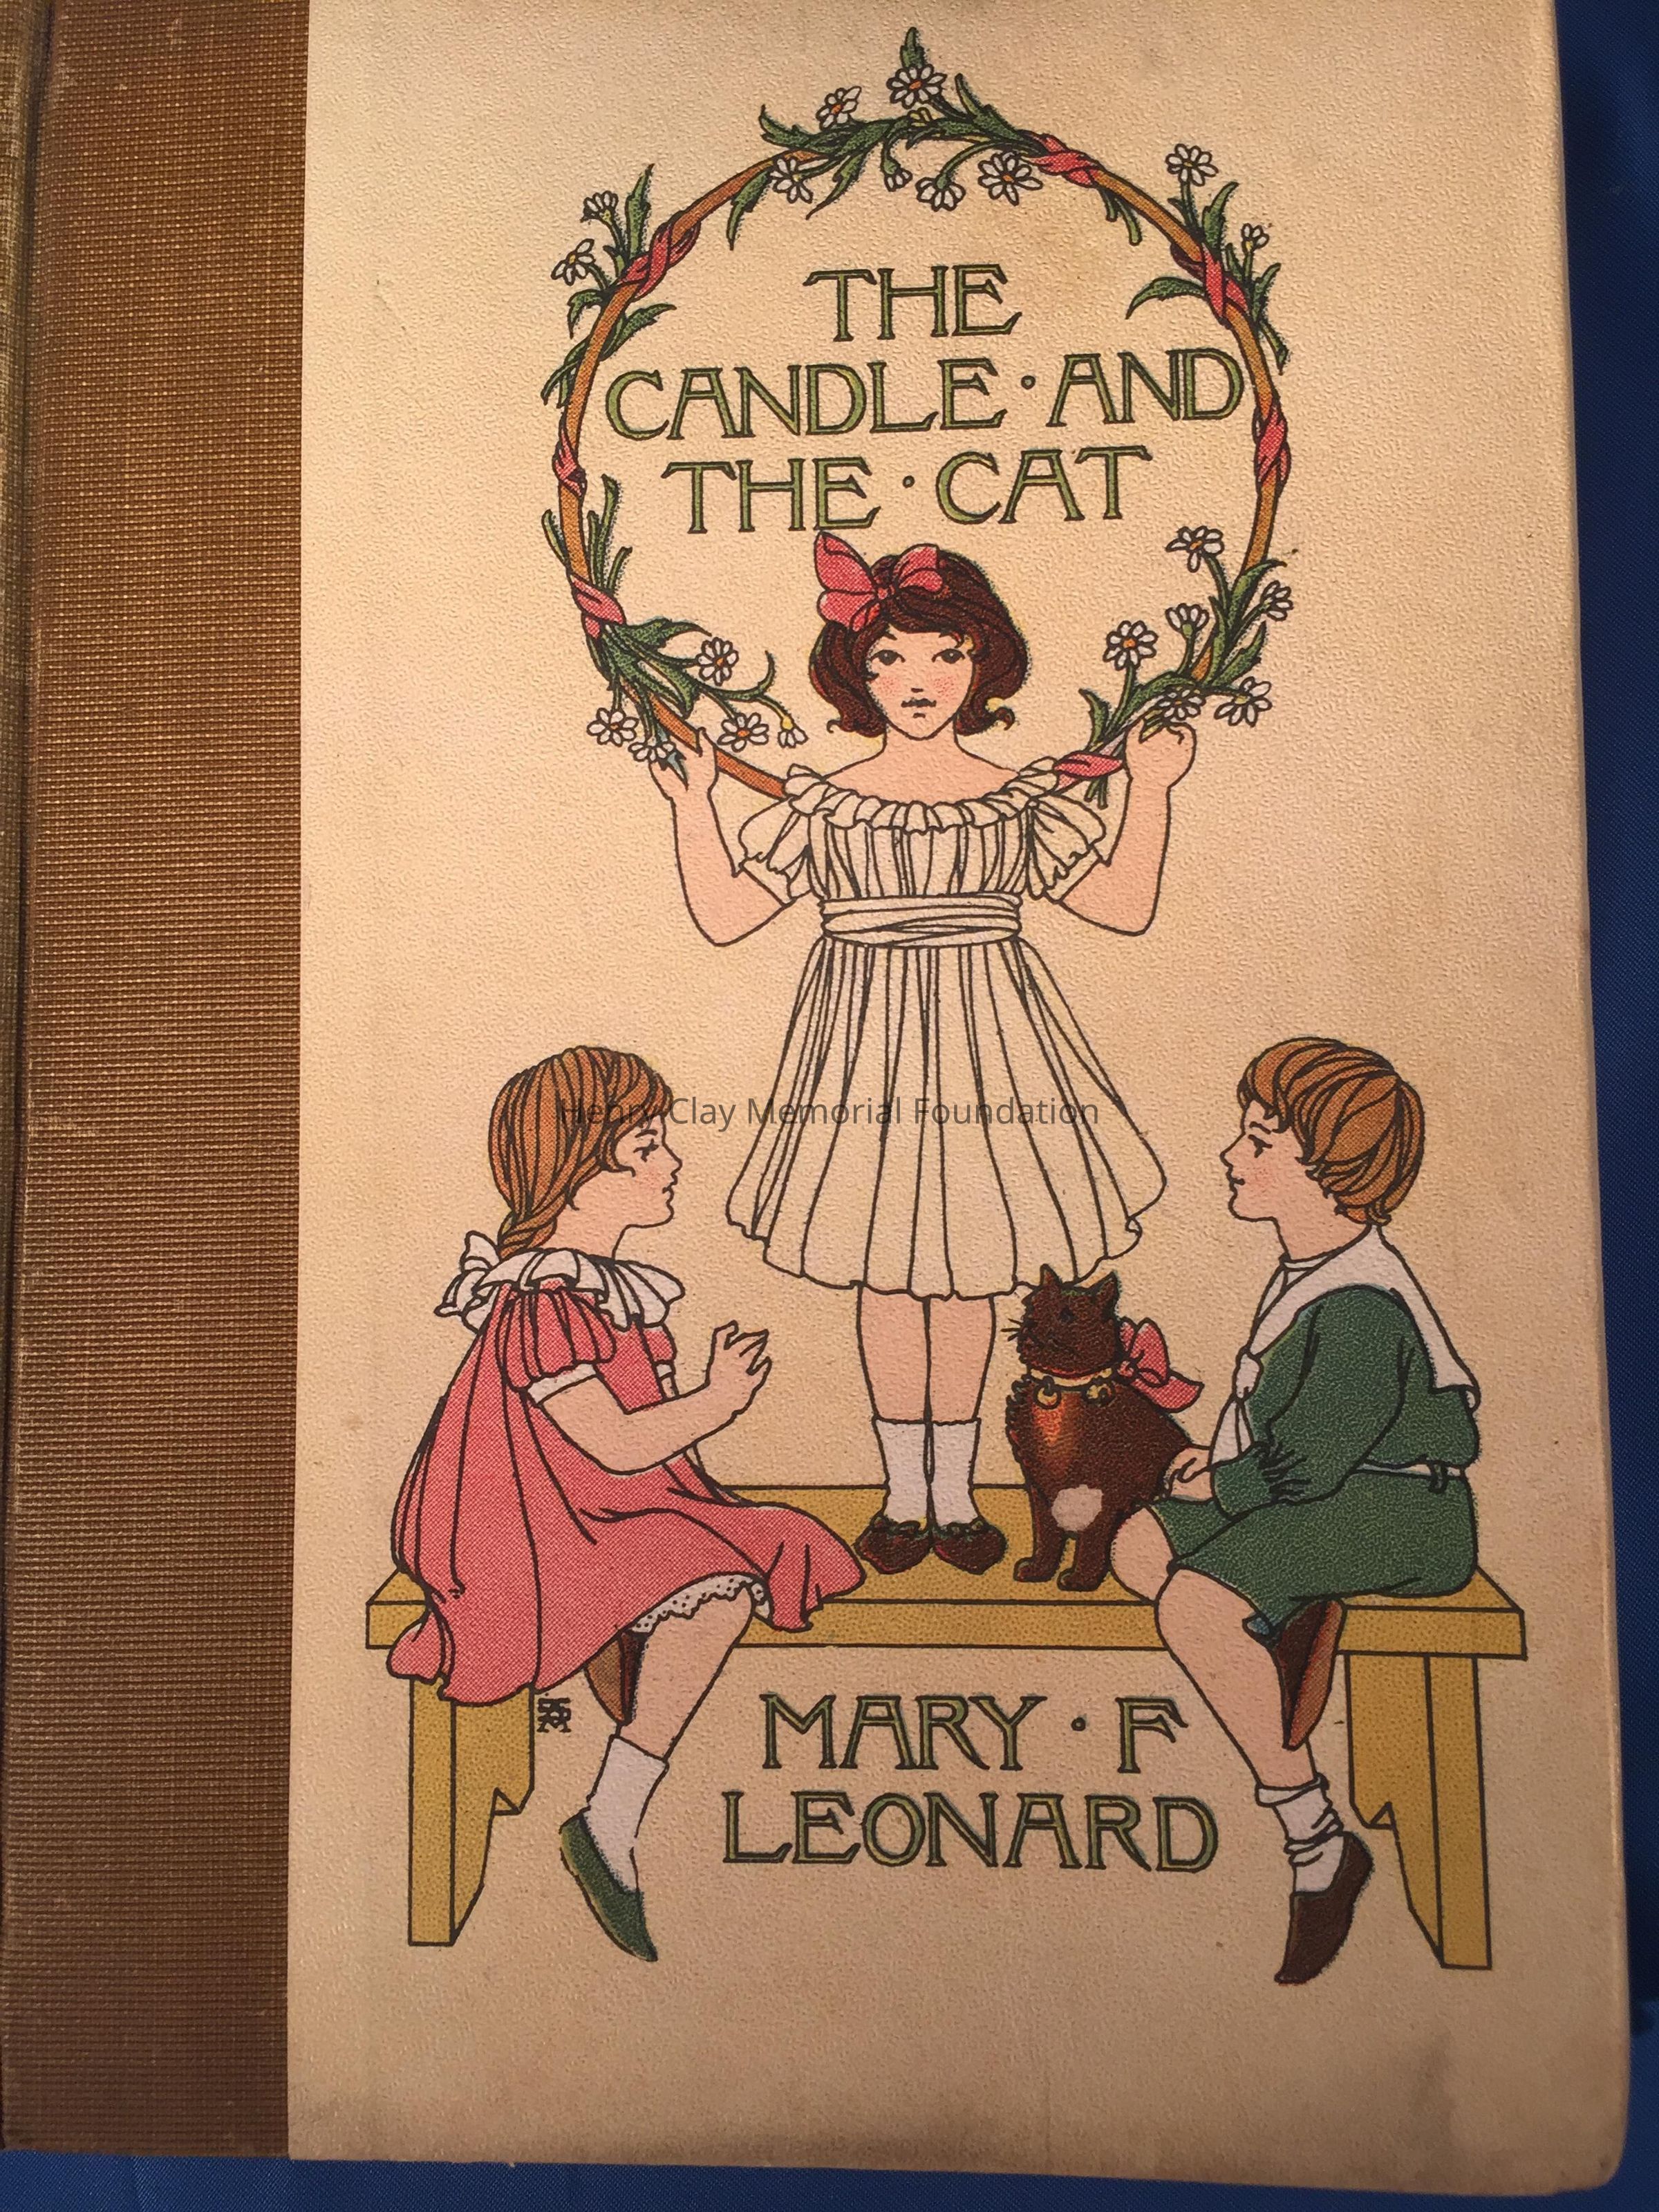 THE
CANDLE·AND
THE·CAT
Henry Clay Memorial Foundation
MARY·F
LEONARD